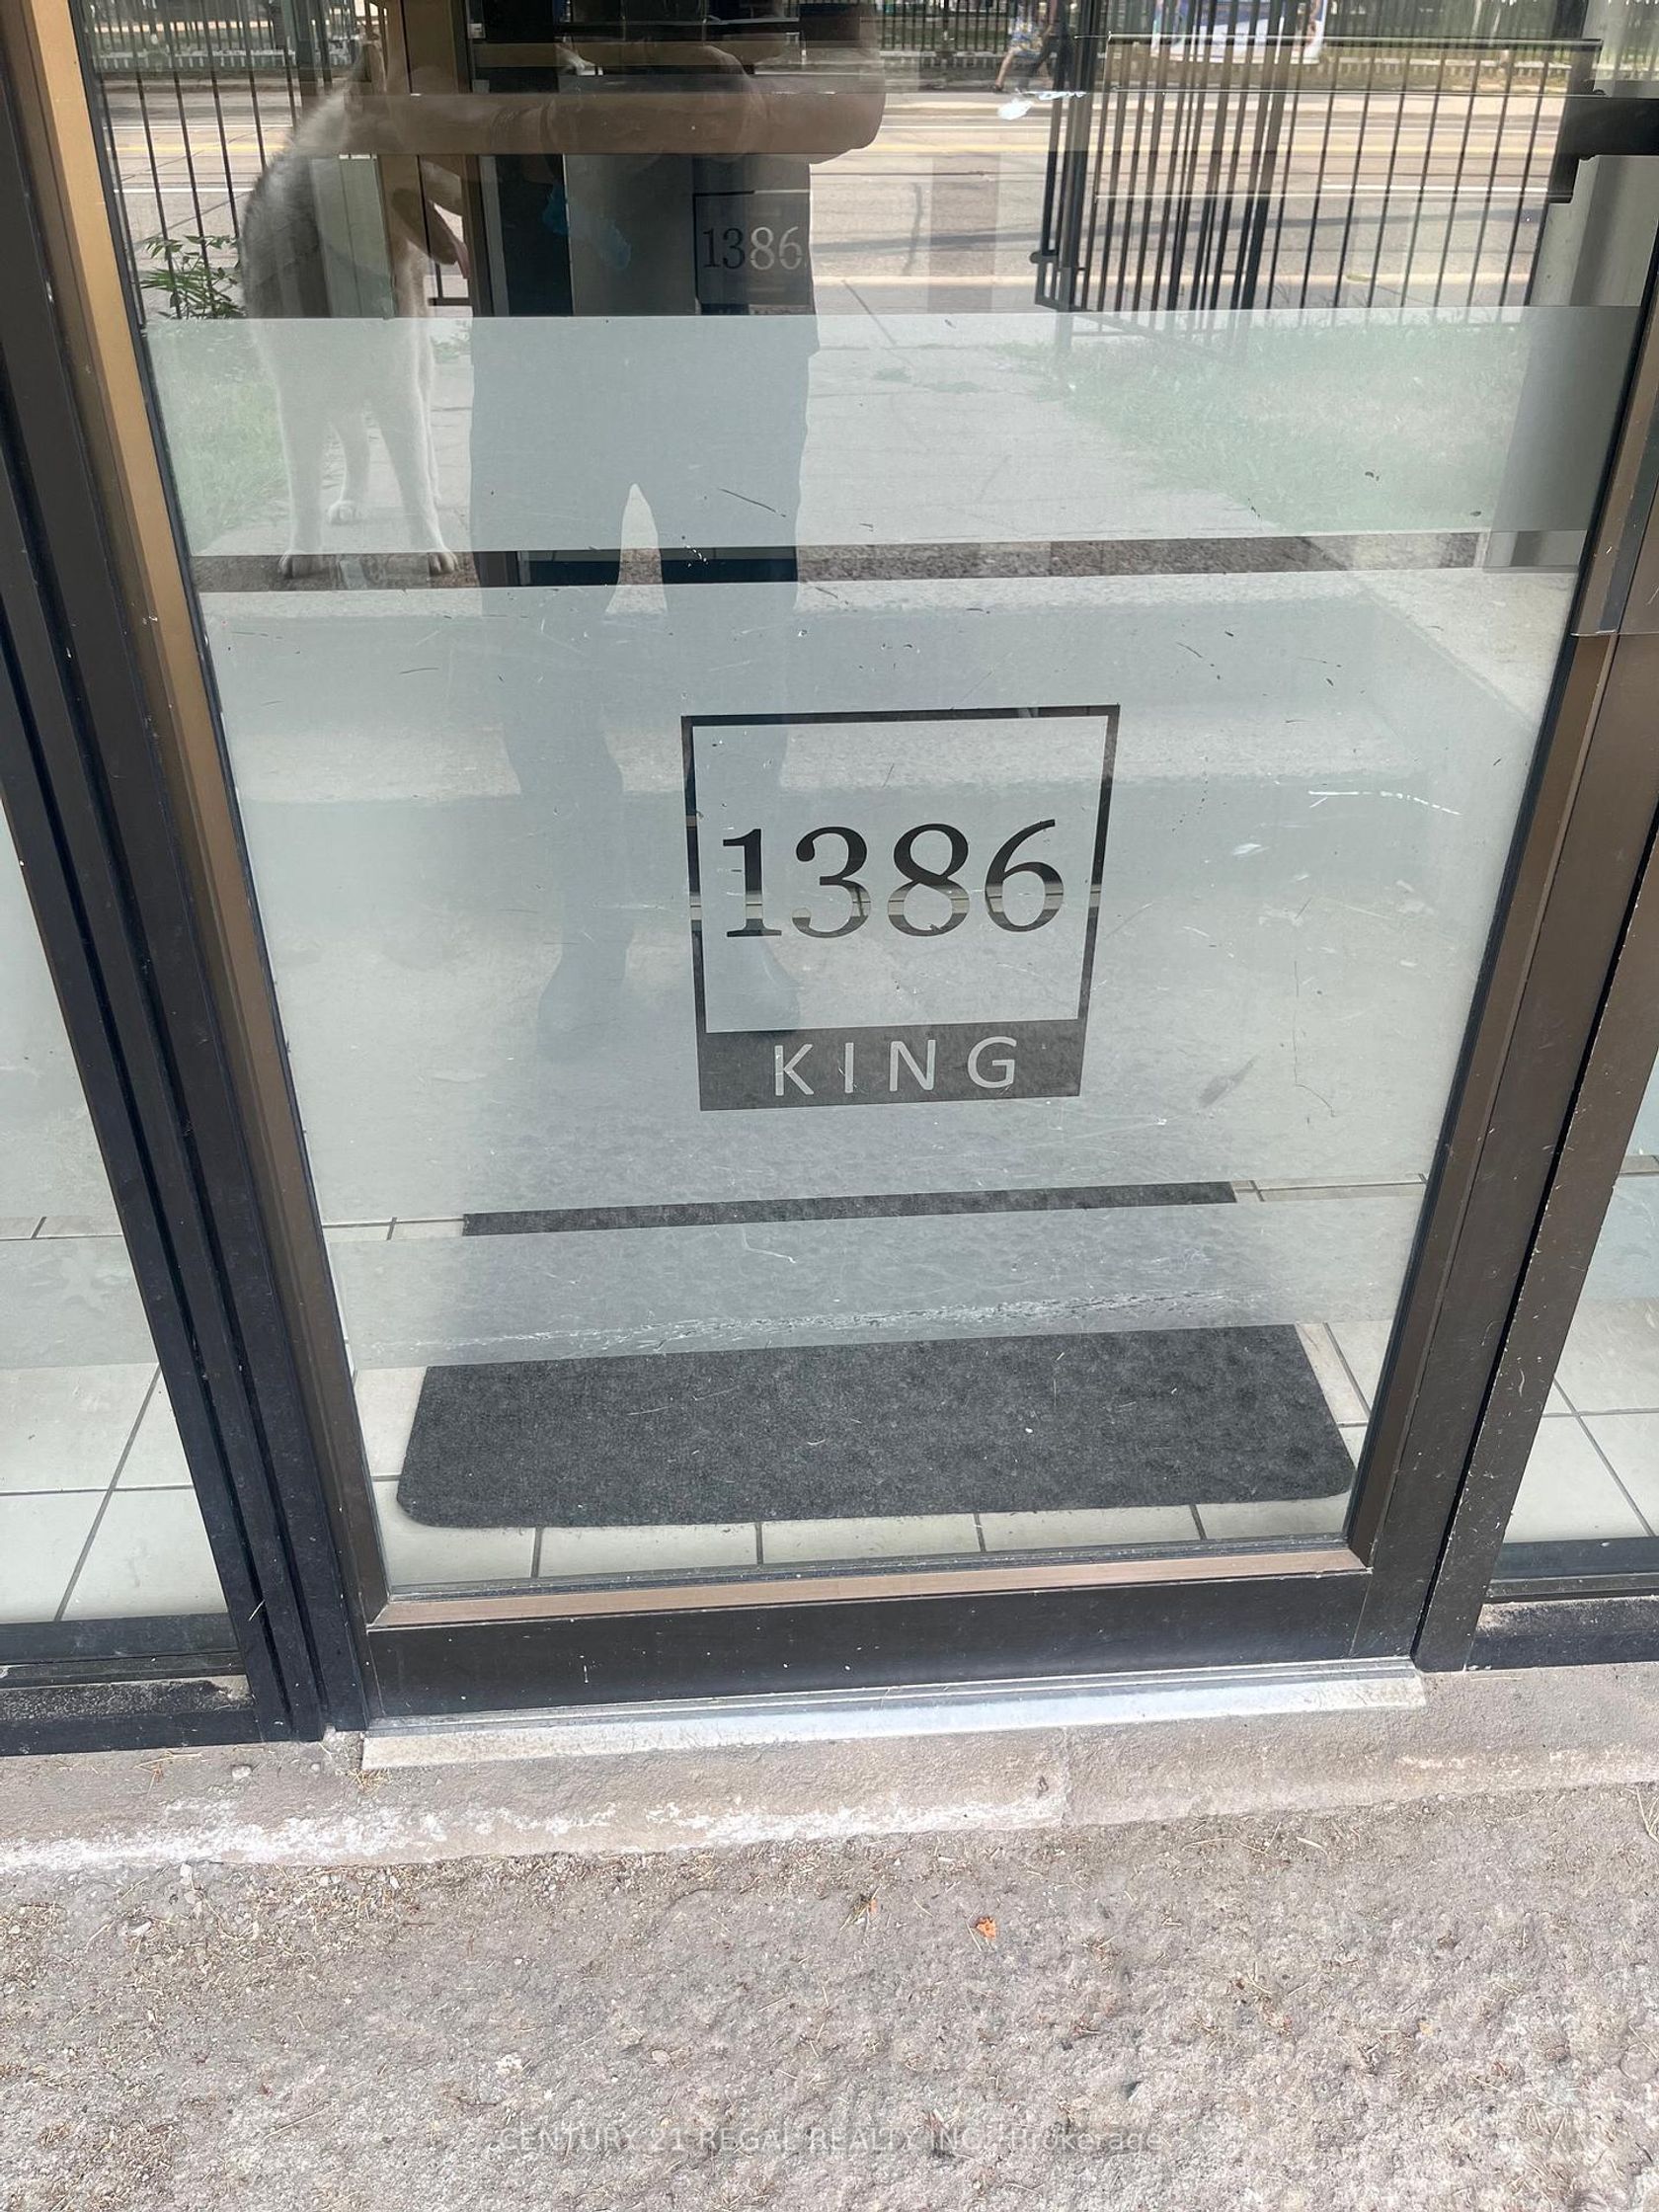 1386
1386
KING
CENTURY 21 REGAL REALTY INC., Brokerage